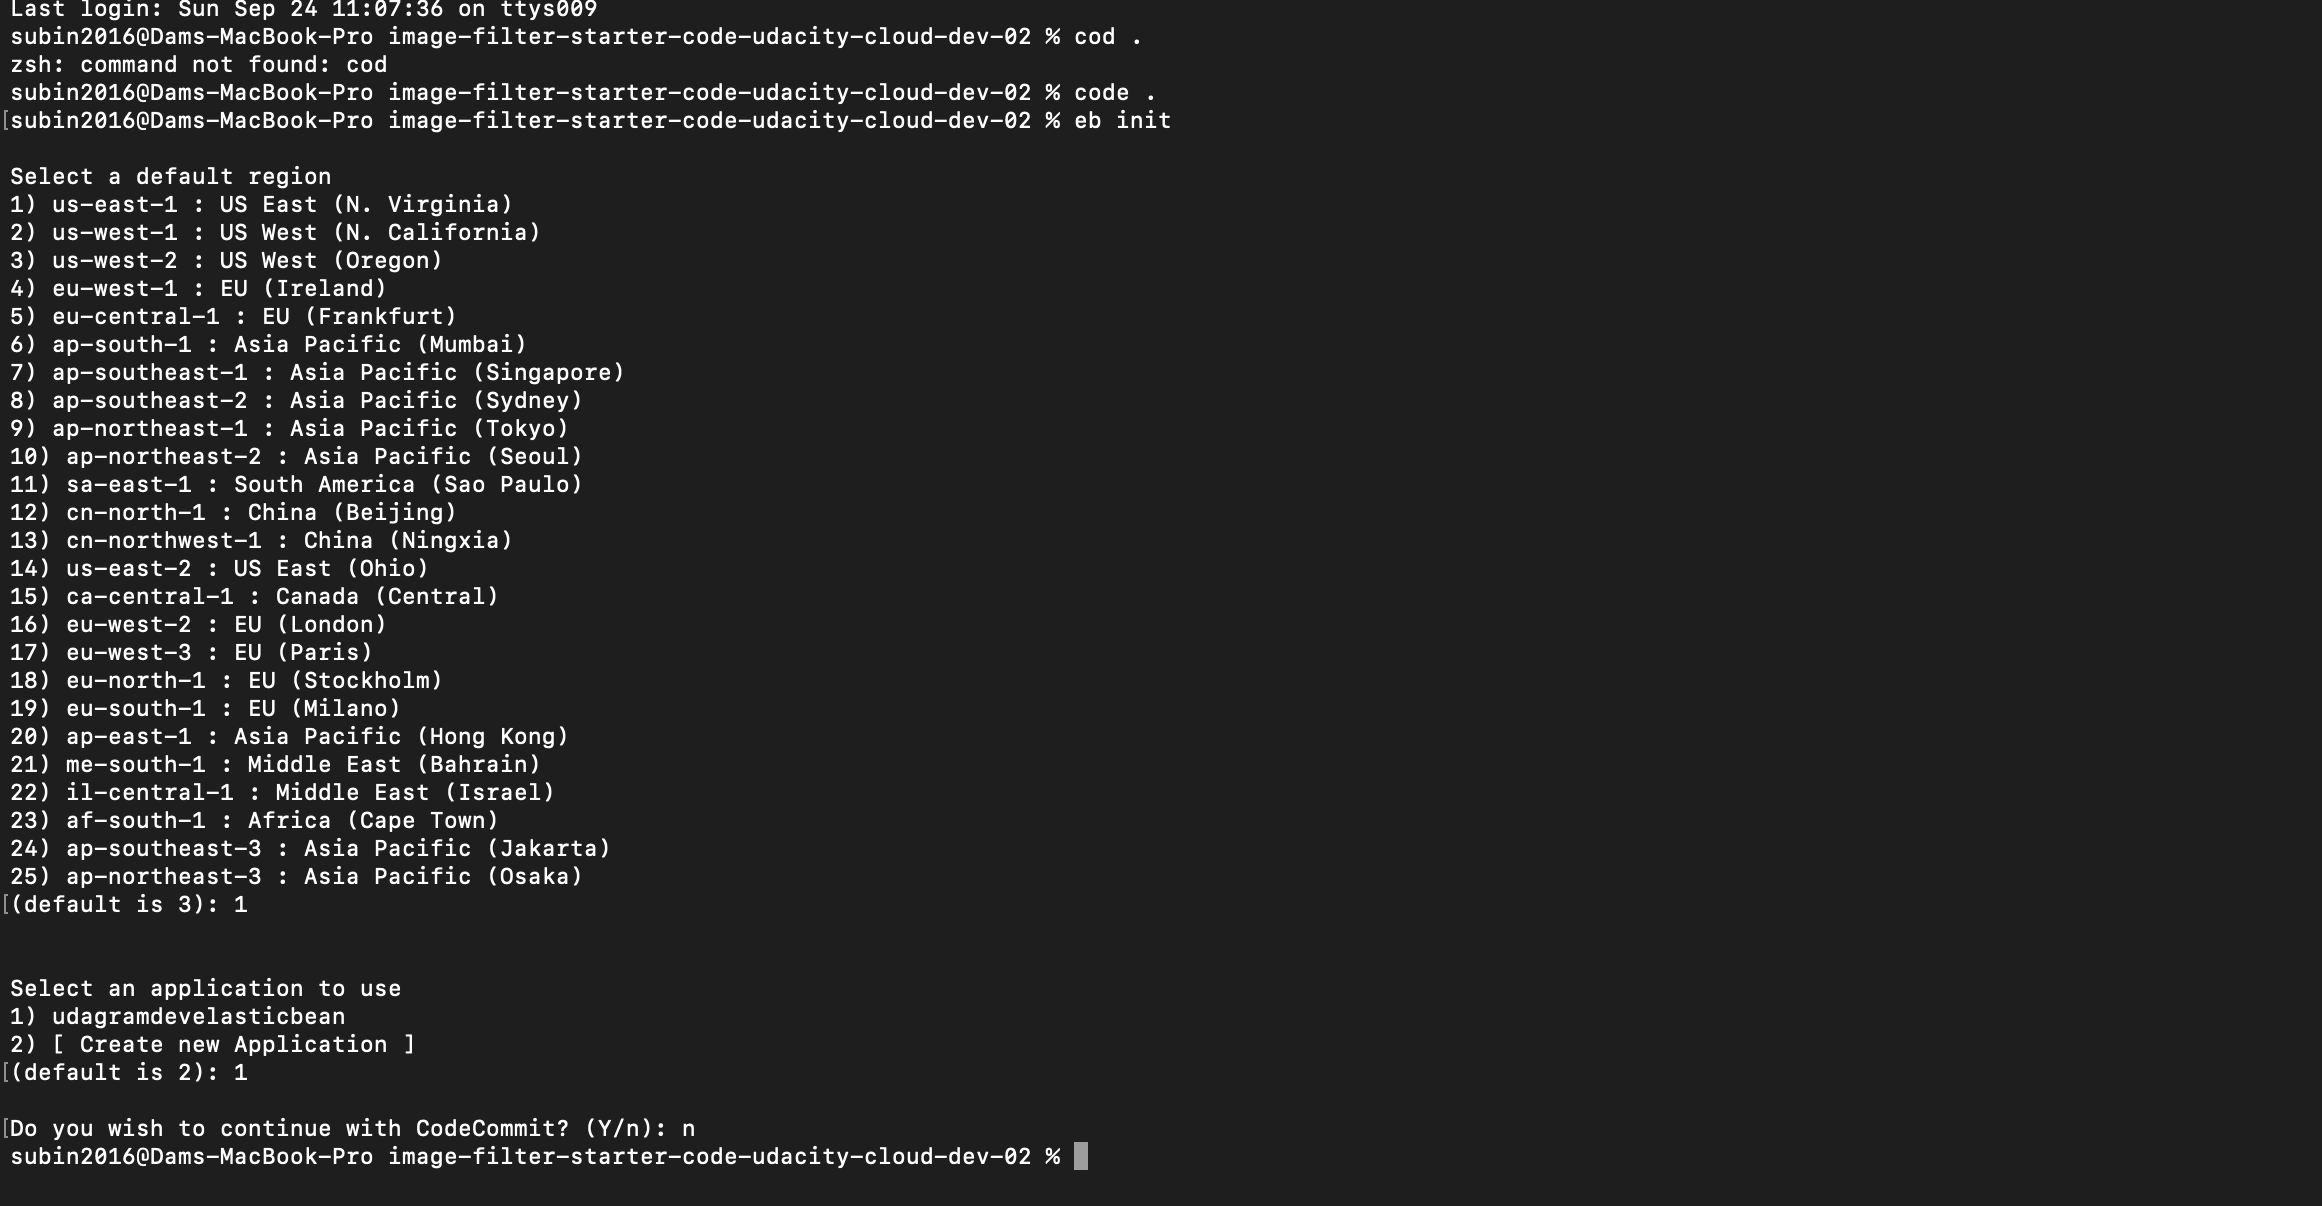 Last login: Sun Sep 24 11:07:36 on ttys009
subin2016@Dams-MacBook-Pro image-filter-starter-code-udacity-cloud-dev-02 % cod .
zsh: command not found: cod
subin2016@Dams-MacBook-Pro image-filter-starter-code-udacity-cloud-dev-02 % code .
[subin2016@Dams-MacBook-Pro image-filter-starter-code-udacity-cloud-dev-02 % eb init
Select a default region
1) us-east-1 : US East (N. Virginia)
2) us-west-1 : US West (N. California)
3) us-west-2 : US West (Oregon)
4) eu-west-1 : EU (Ireland)
5) eu-central-1 : EU (Frankfurt)
6) ap-south-1 : Asia Pacific (Mumbai)
7) ap-southeast-1 : Asia Pacific (Singapore)
8) ap-southeast-2 : Asia Pacific (Sydney)
9) ap-northeast-1 : Asia Pacific (Tokyo)
10) ap-northeast-2 : Asia Pacific (Seoul)
11) sa-east-1 : South America (Sao Paulo)
12) cn-north-1 : China (Beijing)
13) cn-northwest-1 : China (Ningxia)
14) us-east-2 : US East (Ohio)
15) ca-central-1 : Canada (Central)
16) eu-west-2 : EU (London)
17) eu-west-3 : EU (Paris)
18) eu-north-1 : EU (Stockholm)
19) eu-south-1 : EU (Milano)
20) ap-east-1 : Asia Pacific (Hong Kong)
21) me-south-1 : Middle East (Bahrain)
22) il-central-1 : Middle East (Israel)
23) af-south-1 : Africa (Cape Town)
24) ap-southeast-3 : Asia Pacific (Jakarta)
25) ap-northeast-3 : Asia Pacific (Osaka)
[(default is 3): 1
Select an application to use
1) udagramdevelasticbean
2) [ Create new Application ]
[(default is 2): 1
[Do you wish to continue with CodeCommit? (Y/n): n
subin2016@Dams-MacBook-Pro image-filter-starter-code-udacity-cloud-dev-02 %